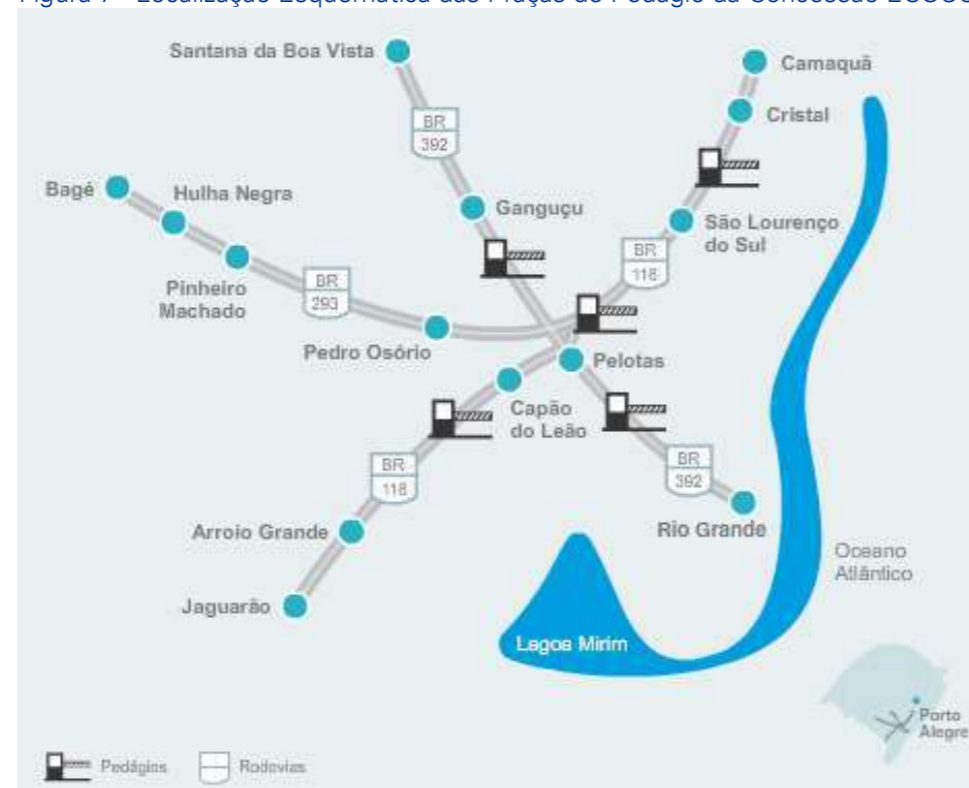 Santana da Boa Vista
Camaquã
Cristal
BR
392
Bagé
Hulha Negra
Ganguçu
São Lourenço
do Sul
BR
116
Pinheiro
Machado
BR
293
Pedro Osório
Pelotas
Capão
do Leão
BR
116
BR
392
Arroio Grande
Rio Grande
Oceano
Atlântico
Jaguarão
Lagoa Mirim
Porto
Alegre
Pedágios
Rodovias